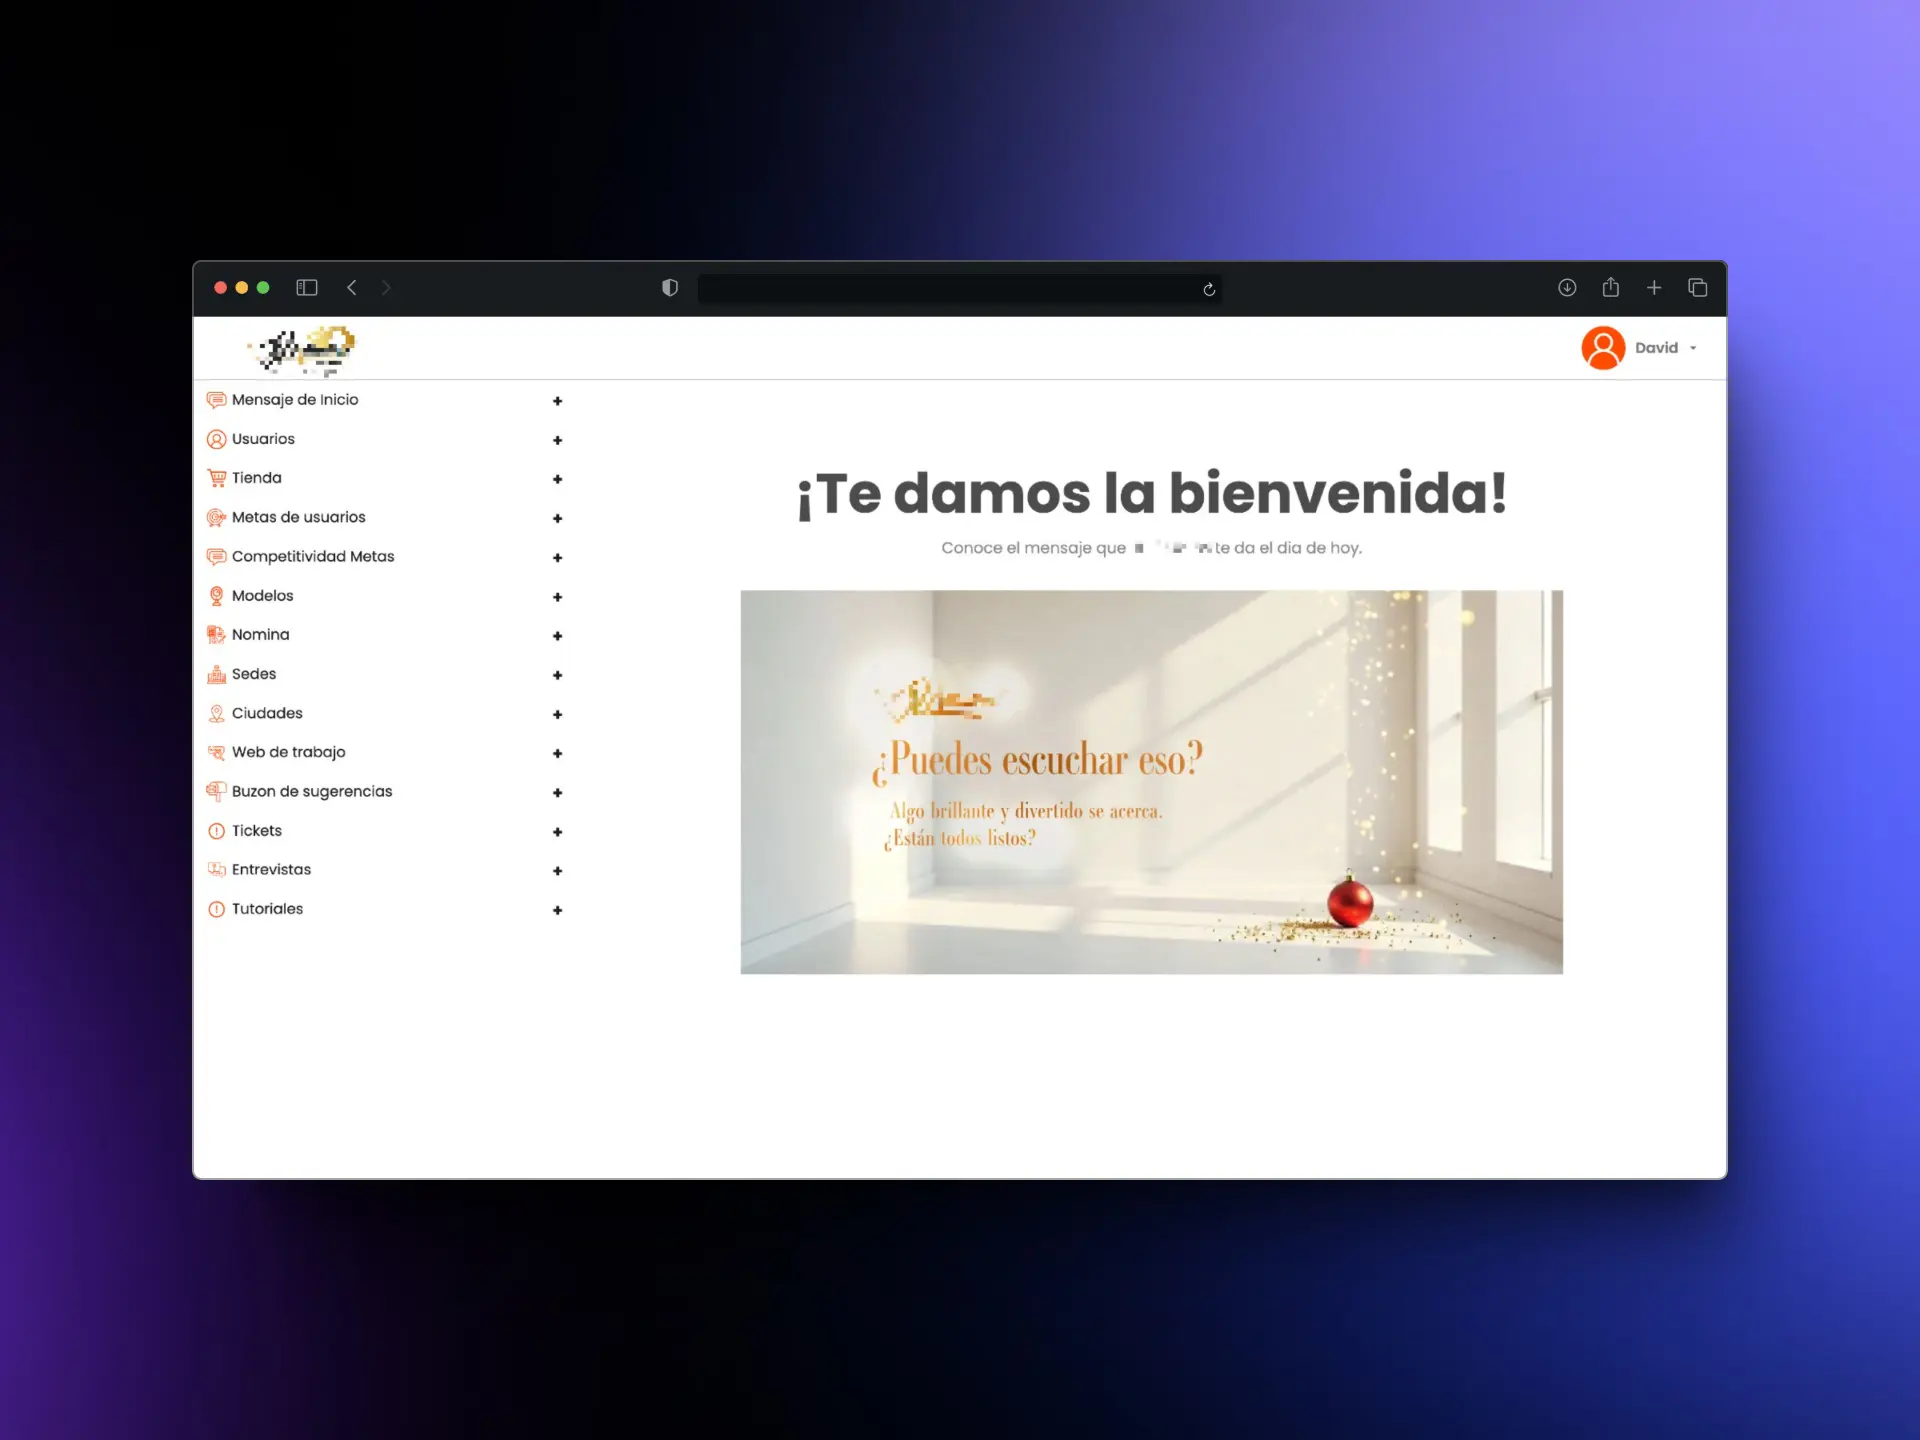 David
Mensaje de Inicio
Usuarios
Tienda
Metas de usuarios
Competitividad Metas
Modelos
Nomina
Sedes
Ciudades
Web de trabajo
Buzon de sugerencias
Tickets
Entrevistas
Tutoriales
¡Te damos la bienvenida!
Conoce el mensaje que te da el dia de hoy.
¿Puedes escuchar eso?
Algo brillante y divertido se acerca.
¿Están todos listos?